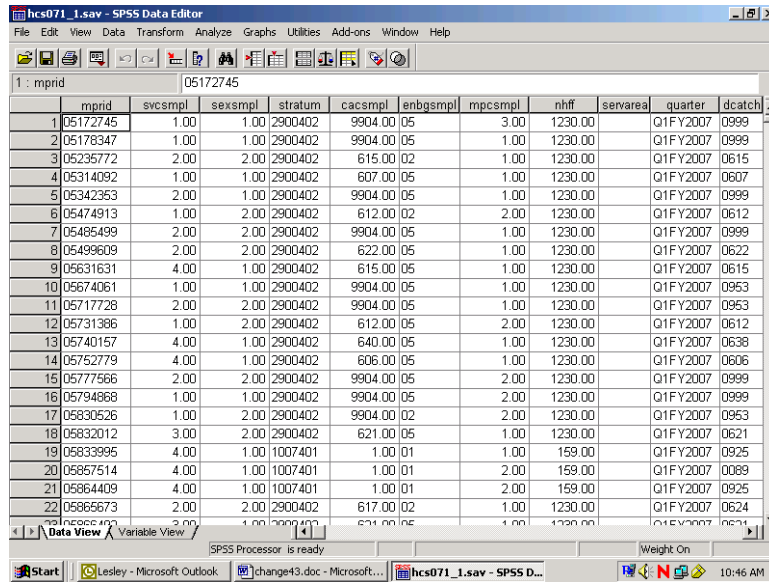 hcs071_1.sav - SPSS Data Editor
File Edit View Data Transform Analyze Graphs Utilities Add-ons Window Help
1 : mprid 05172745
mprid svcsmpl sexsmpl stratum cacsmpl enbgsmpl mpcsmpl nhff servarea quarter dcatch
1 05172745 1.00 1.00 2900402 9904.00 05 3.00 1230.00 Q1FY2007 0999
2 05178347 1.00 1.00 2900402 9904.00 05 1.00 1230.00 Q1FY2007 0999
3 05235772 2.00 2.00 2900402 615.00 02 1.00 1230.00 Q1FY2007 0615
4 05314092 1.00 1.00 2900402 607.00 05 1.00 1230.00 Q1FY2007 0607
5 05342353 2.00 1.00 2900402 9904.00 05 1.00 1230.00 Q1FY2007 0999
6 05474913 1.00 2.00 2900402 612.00 02 2.00 1230.00 Q1FY2007 0612
7 05485499 2.00 2.00 2900402 9904.00 05 1.00 1230.00 Q1FY2007 0999
8 05499609 2.00 2.00 2900402 622.00 05 1.00 1230.00 Q1FY2007 0622
9 05631631 4.00 1.00 2900402 615.00 05 1.00 1230.00 Q1FY2007 0615
10 05674061 1.00 1.00 2900402 9904.00 05 1.00 1230.00 Q1FY2007 0953
11 05717728 2.00 2.00 2900402 9904.00 05 1.00 1230.00 Q1FY2007 0953
12 05731386 1.00 2.00 2900402 612.00 05 2.00 1230.00 Q1FY2007 0612
13 05740157 4.00 1.00 2900402 640.00 05 1.00 1230.00 Q1FY2007 0638
14 05752779 4.00 1.00 2900402 606.00 05 1.00 1230.00 Q1FY2007 0606
15 05777566 2.00 2.00 2900402 9904.00 05 2.00 1230.00 Q1FY2007 0999
16 05794868 1.00 1.00 2900402 9904.00 05 2.00 1230.00 Q1FY2007 0999
17 05830526 1.00 2.00 2900402 9904.00 02 2.00 1230.00 Q1FY2007 0953
18 05832012 3.00 2.00 2900402 621.00 05 1.00 1230.00 Q1FY2007 0621
19 05833995 4.00 1.00 1007401 1.00 01 1.00 159.00 Q1FY2007 0925
20 05857514 4.00 1.00 1007401 1.00 01 2.00 159.00 Q1FY2007 0089
21 05864409 4.00 1.00 1007401 1.00 01 2.00 159.00 Q1FY2007 0925
22 05865673 2.00 2.00 2900402 617.00 02 1.00 1230.00 Q1FY2007 0624
Data View Variable View
SPSS Processor is ready Weight On
Start Lesley - Microsoft Outlook change43.doc - Microsoft... hcs071_1.sav - SPSS D... 10:46 AM